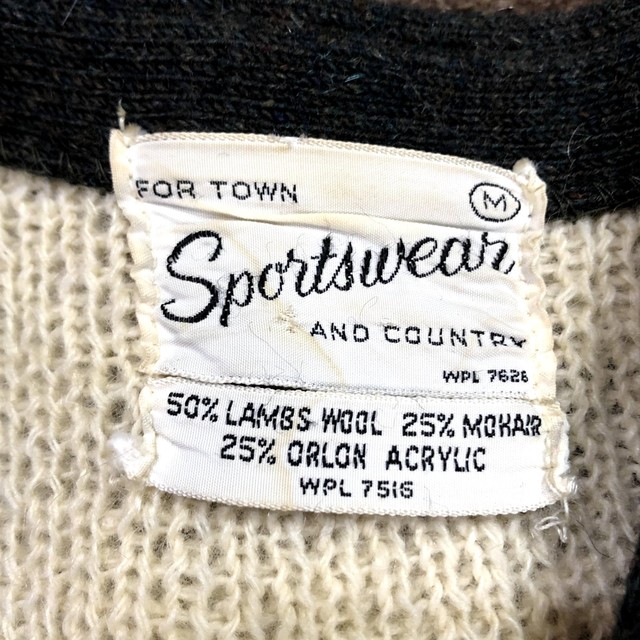 FOR TOWN M
Sportswear
AND COUNTRY
WPL 7626
50% LAMBS WOOL 25% MOHAIR
25% ORLON ACRYLIC
WPL 7516